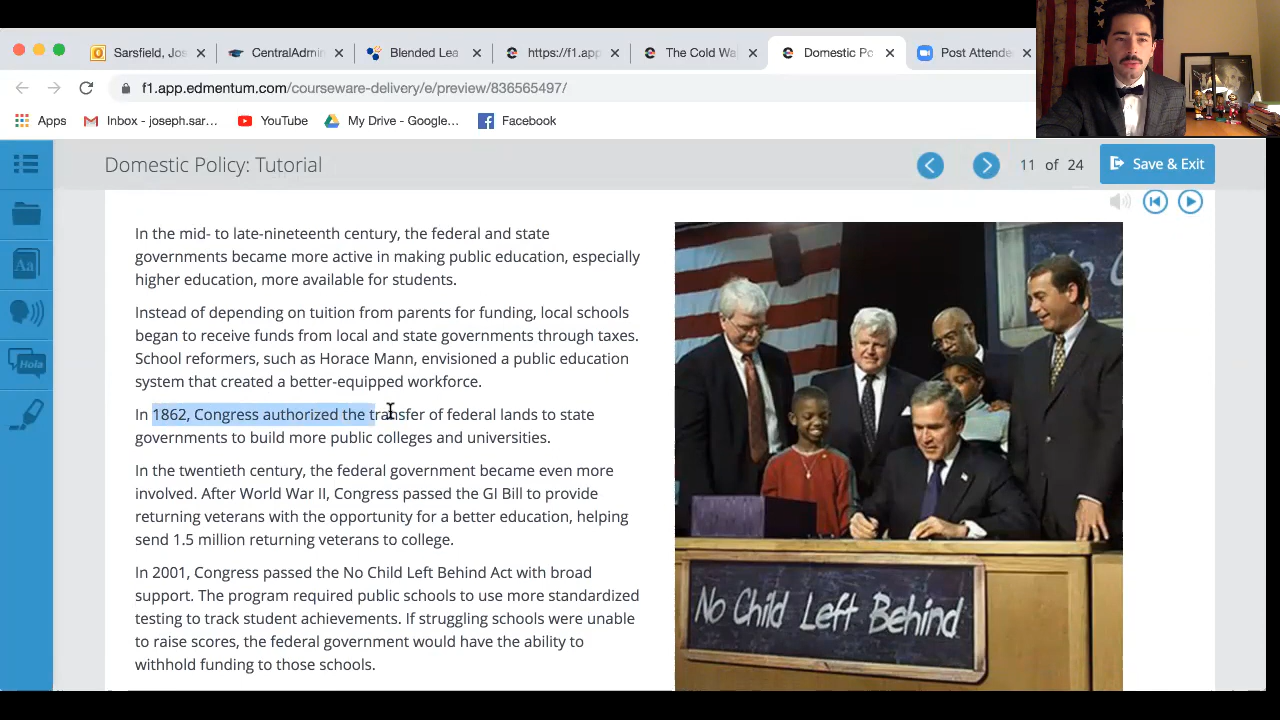 Sarsfield, Jos
CentralAdmi
Blended Lea
https://f1.app
The Cold Wa
Domestic Po
Post Attende
f1.app.edmentum.com/courseware-delivery/e/preview/836565497/
Apps
Inbox - joseph.sar...
YouTube
My Drive - Google...
Facebook
Domestic Policy: Tutorial
11 of 24
Save & Exit
Aa
Hola
In the mid- to late-nineteenth century, the federal and state
governments became more active in making public education, especially
higher education, more available for students.
Instead of depending on tuition from parents for funding, local schools
began to receive funds from local and state governments through taxes.
School reformers, such as Horace Mann, envisioned a public education
system that created a better-equipped workforce.
In 1862, Congress authorized the transfer of federal lands to state
governments to build more public colleges and universities.
In the twentieth century, the federal government became even more
involved. After World War II, Congress passed the GI Bill to provide
returning veterans with the opportunity for a better education, helping
send 1.5 million returning veterans to college.
In 2001, Congress passed the No Child Left Behind Act with broad
support. The program required public schools to use more standardized
testing to track student achievements. If struggling schools were unable
to raise scores, the federal government would have the ability to
withhold funding to those schools.
No Child Left Behind